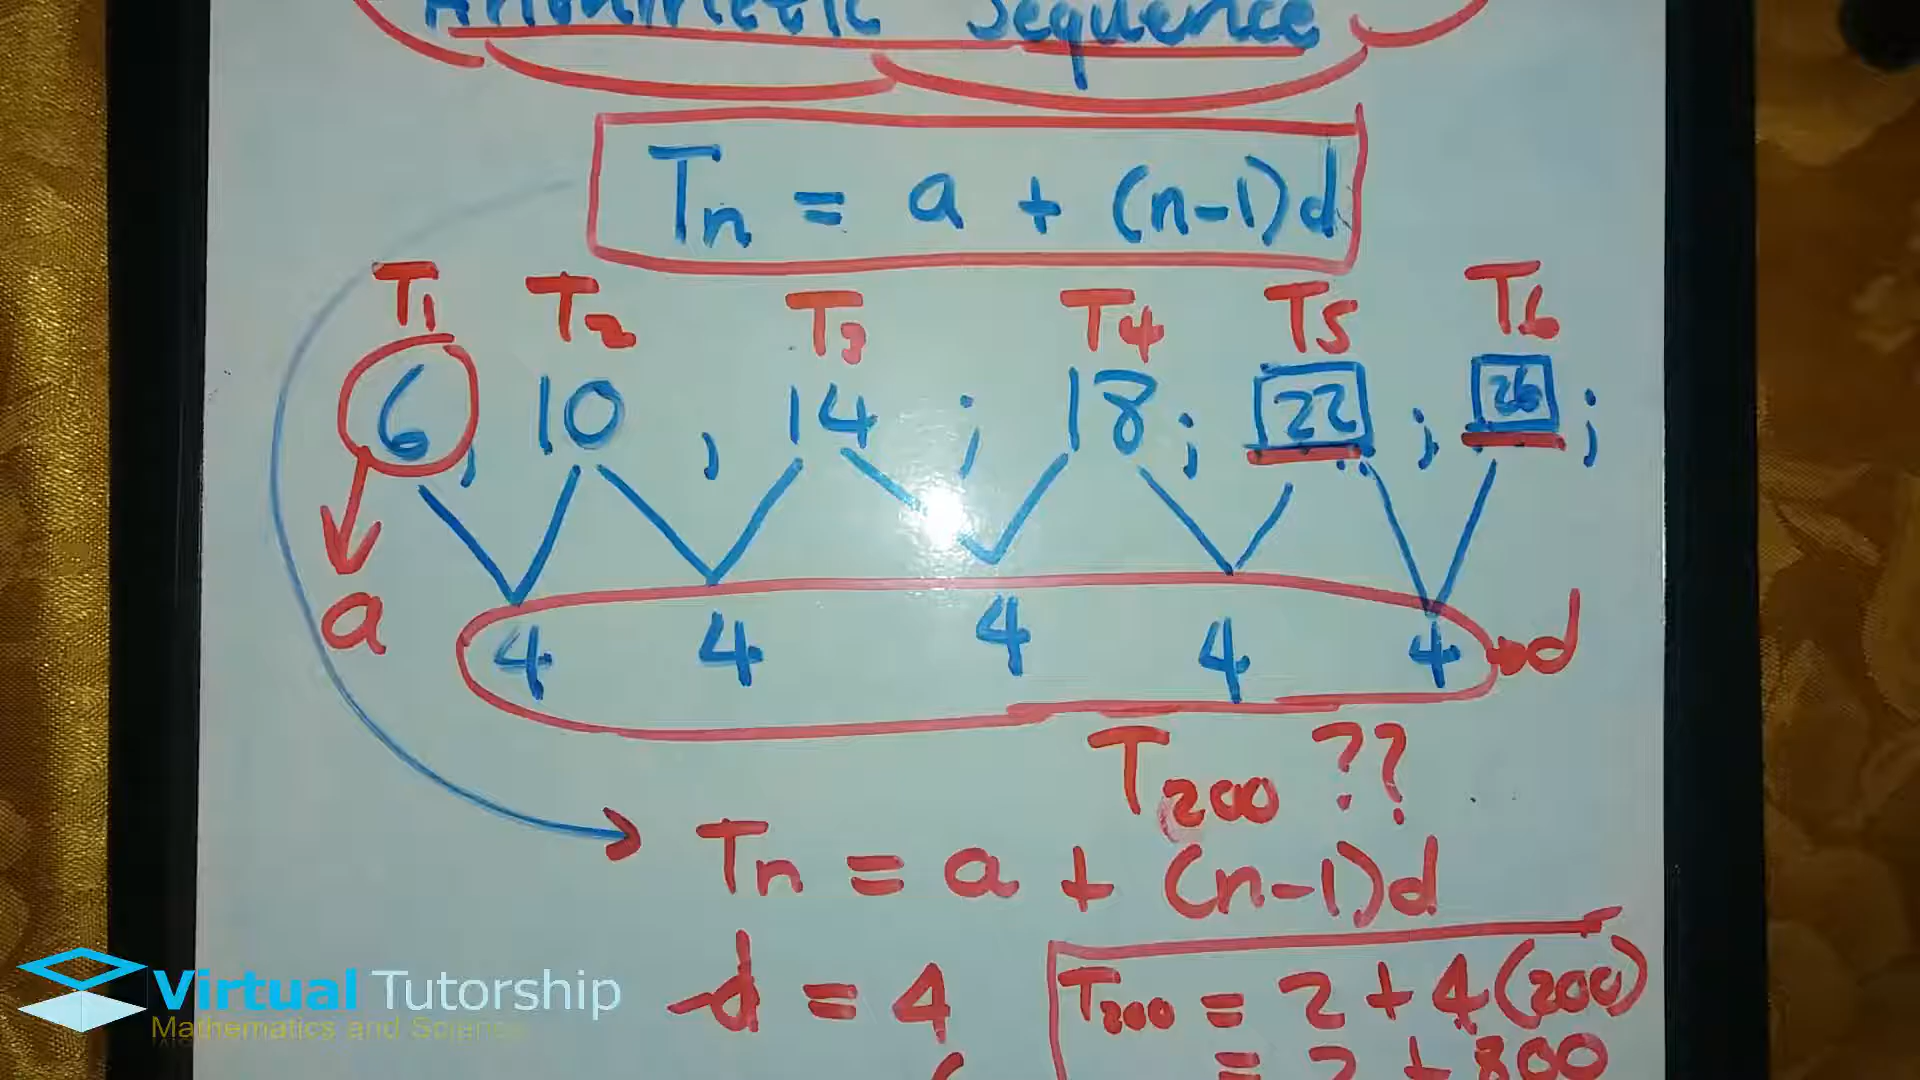 Arithmetic Sequence
Tn = a + (n-1)d
T1 T2 T3 T4 T5 T6
6, 10, 14; 18; 22; 26;
a
4 4 4 4 4 d
T200 ??
Tn = a + (n-1)d
d = 4
T200 = 2 + 4(200)
= 2 + 800
Virtual Tutorship
Mathematics and Science